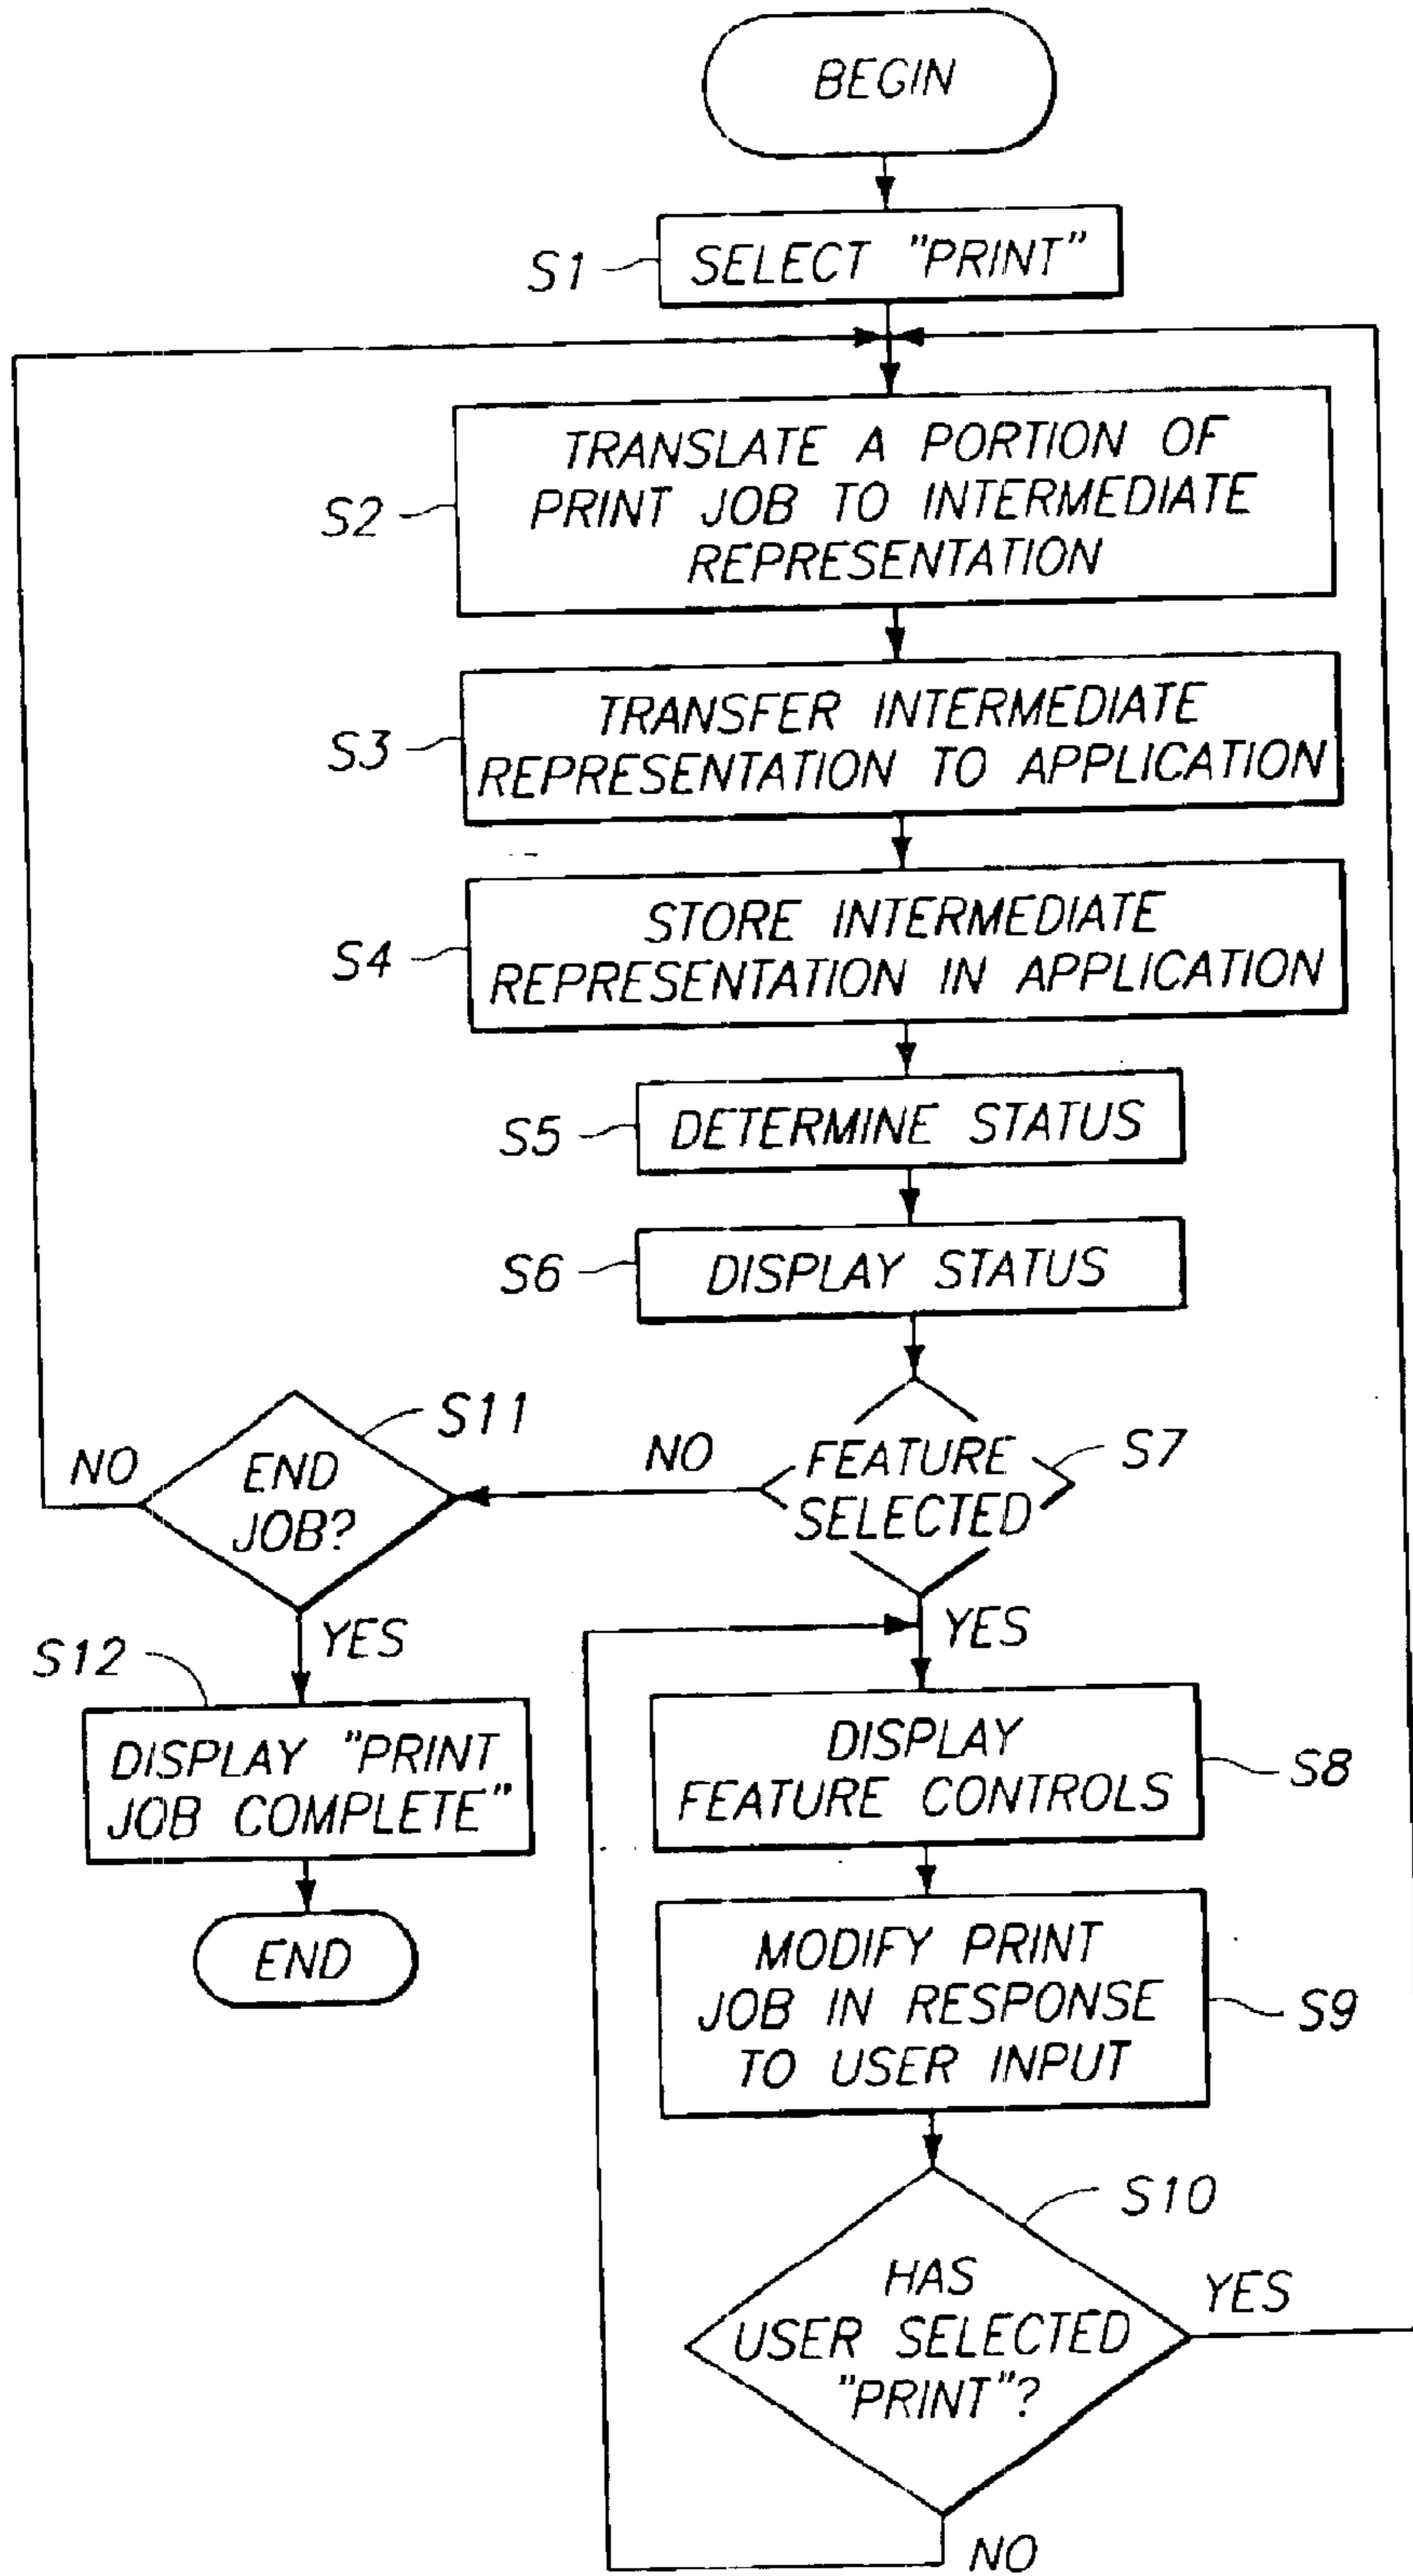 BEGIN
S1
SELECT "PRINT"
S2
TRANSLATE A PORTION OF
PRINT JOB TO INTERMEDIATE
REPRESENTATION
S3
TRANSFER INTERMEDIATE
REPRESENTATION TO APPLICATION
S4
STORE INTERMEDIATE
REPRESENTATION IN APPLICATION
S5
DETERMINE STATUS
S6
DISPLAY STATUS
S7
FEATURE
SELECTED
NO
S11
END
JOB?
NO
YES
S12
DISPLAY "PRINT
JOB COMPLETE"
END
YES
DISPLAY
FEATURE CONTROLS
S8
MODIFY PRINT
JOB IN RESPONSE
TO USER INPUT
S9
S10
HAS
USER SELECTED
"PRINT"?
YES
NO